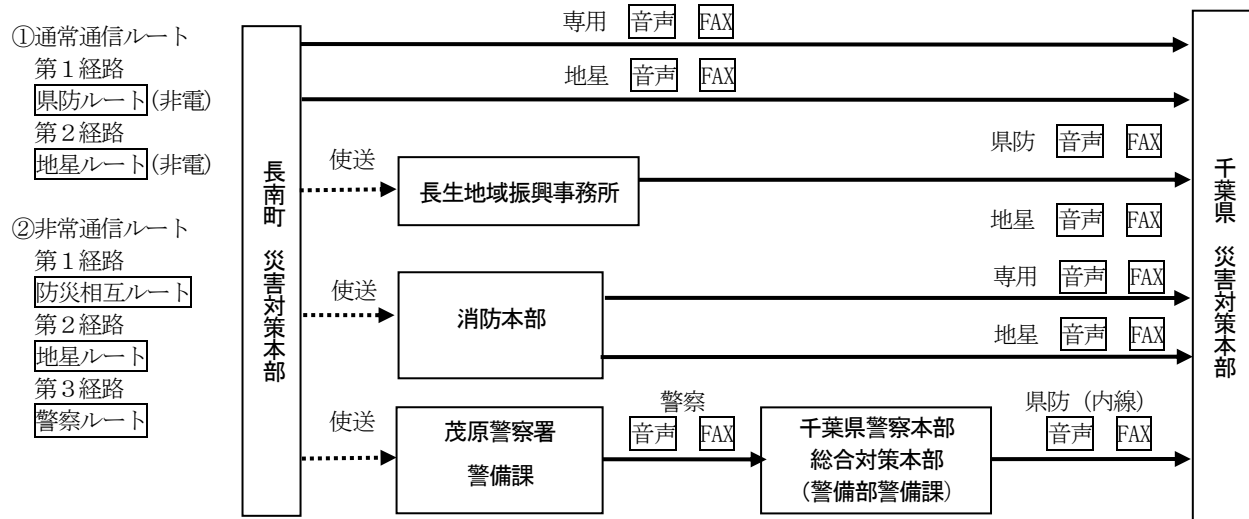 ①通常通信ルート
第１経路
県防ルート(非電)
第２経路
地星ルート(非電)
②非常通信ルート
第１経路
防災相互ルート
第２経路
地星ルート
第３経路
警察ルート
長南町 災害対策本部
専用 音声 FAX
地星 音声 FAX
使送
長生地域振興事務所
県防 音声 FAX
地星 音声 FAX
使送
消防本部
専用 音声 FAX
地星 音声 FAX
使送
茂原警察署
警備課
警察
音声 FAX
千葉県警察本部
総合対策本部
(警備部警備課)
県防（内線）
音声 FAX
千葉県 災害対策本部